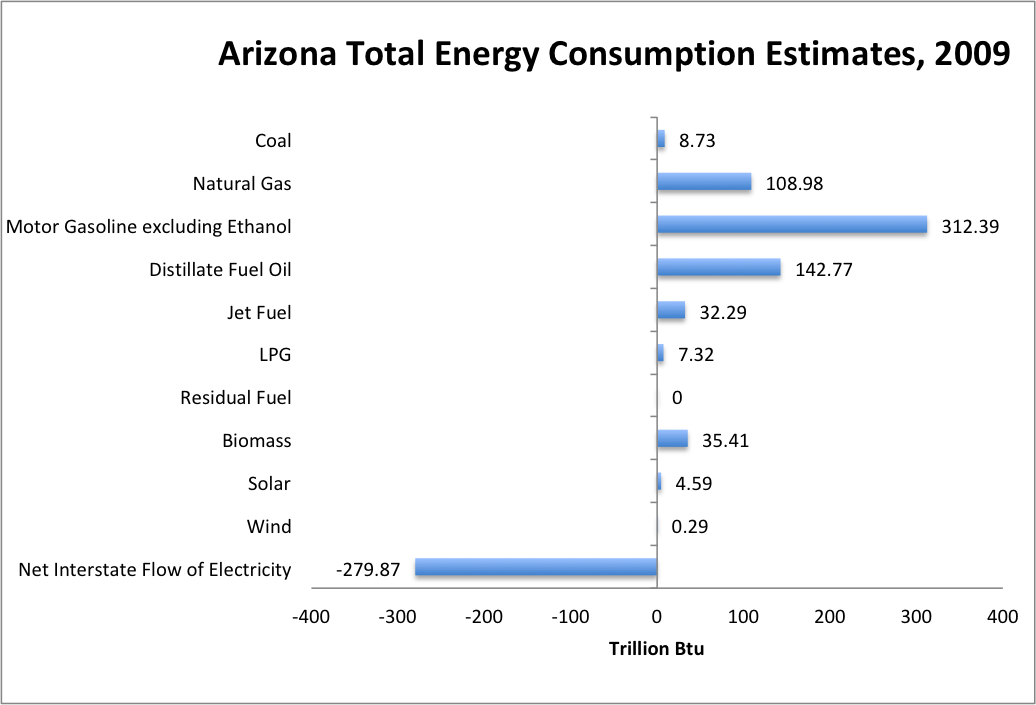 Arizona Total Energy Consumption Estimates, 2009
Coal 8.73
Natural Gas 108.98
Motor Gasoline excluding Ethanol 312.39
Distillate Fuel Oil 142.77
Jet Fuel 32.29
LPG 7.32
Residual Fuel 0
Biomass 35.41
Solar 4.59
Wind 0.29
Net Interstate Flow of Electricity -279.87
-400 -300 -200 -100 0 100 200 300 400
Trillion Btu